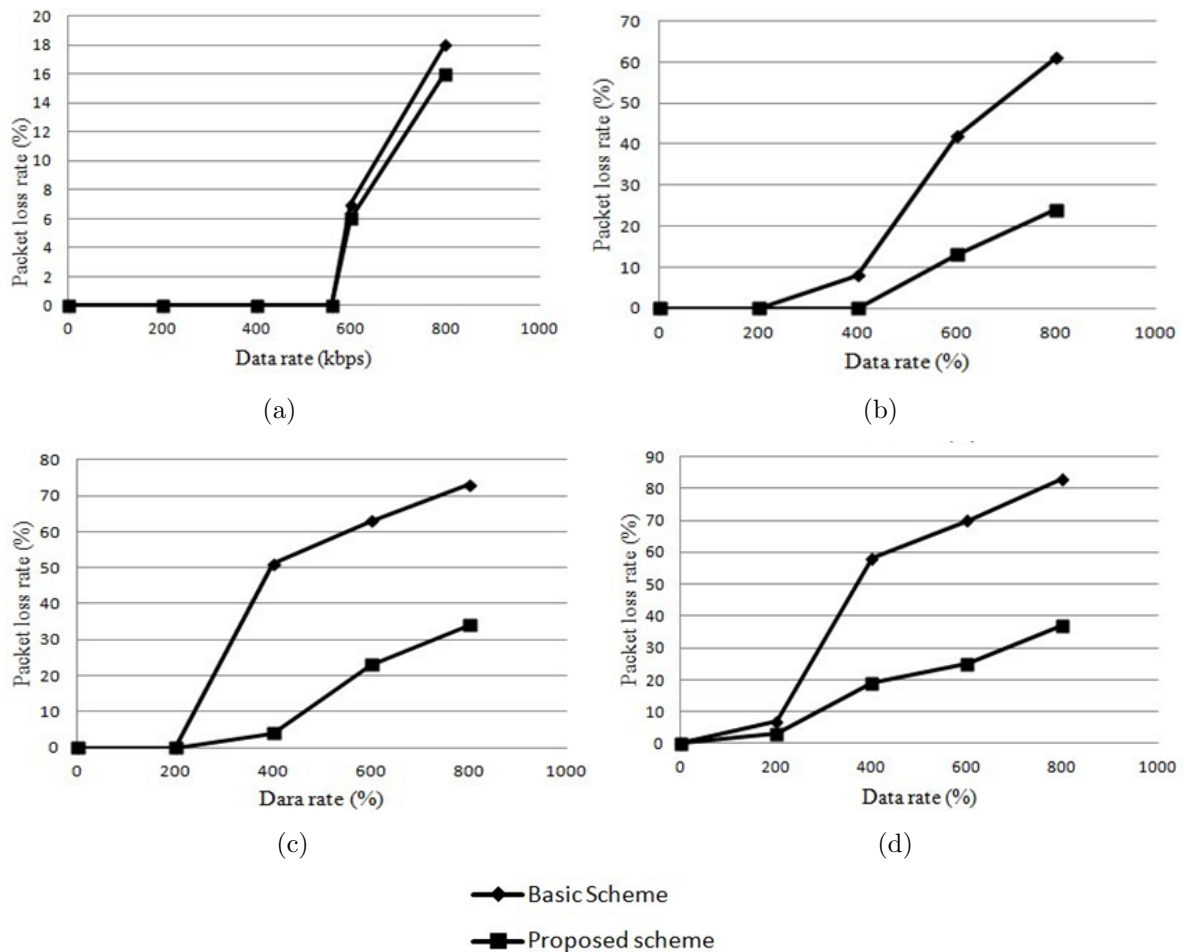 20
18
16
14
12
10
8
6
4
2
0
Packet loss rate (%)
0 200 400 600 800 1000
Data rate (kbps)
(a)
70
60
50
40
30
20
10
0
Packet loss rate (%)
0 200 400 600 800 1000
Data rate (%)
(b)
80
70
60
50
40
30
20
10
0
Packet loss rate (%)
0 200 400 600 800 1000
Dara rate (%)
(c)
90
80
70
60
50
40
30
20
10
0
Packet loss rate (%)
0 200 400 600 800 1000
Data rate (%)
(d)
Basic Scheme
Proposed scheme